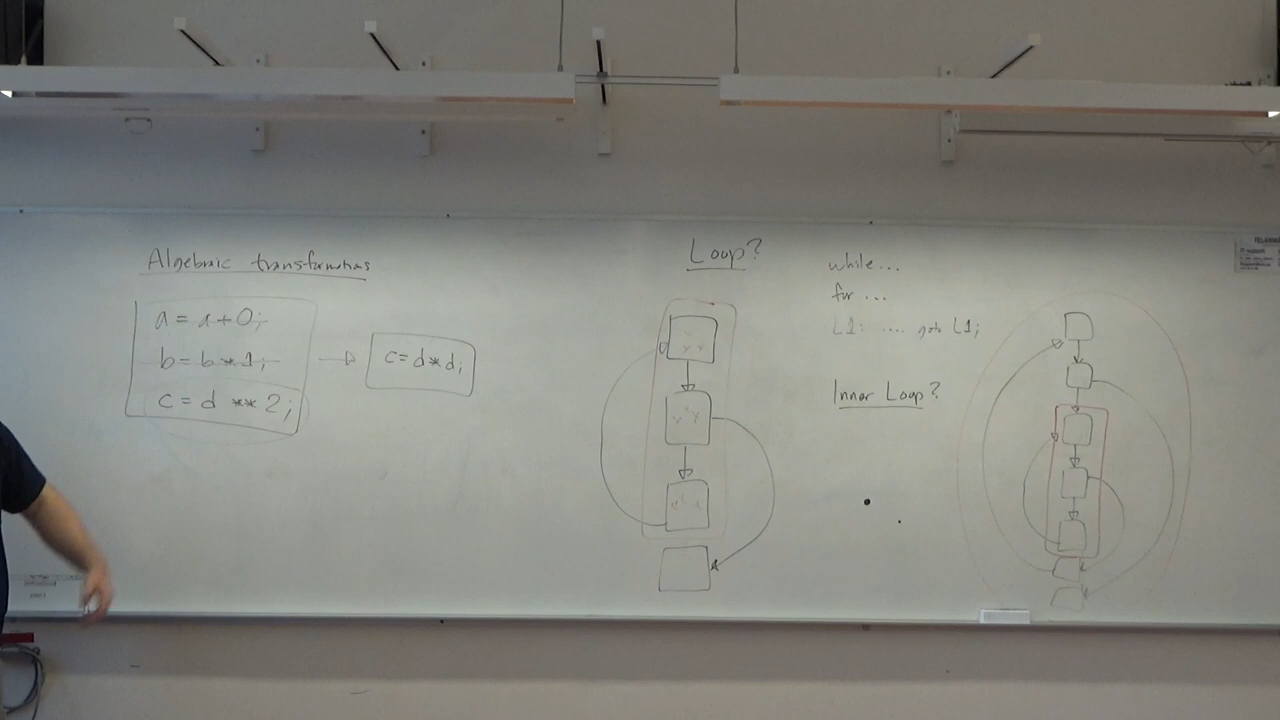 Algebraic transformations
a = a + 0;
b = b * 1;
c = d ** 2;
c = d * d;
Loop?
while...
for ...
L1: .... goto L1;
Inner Loop?